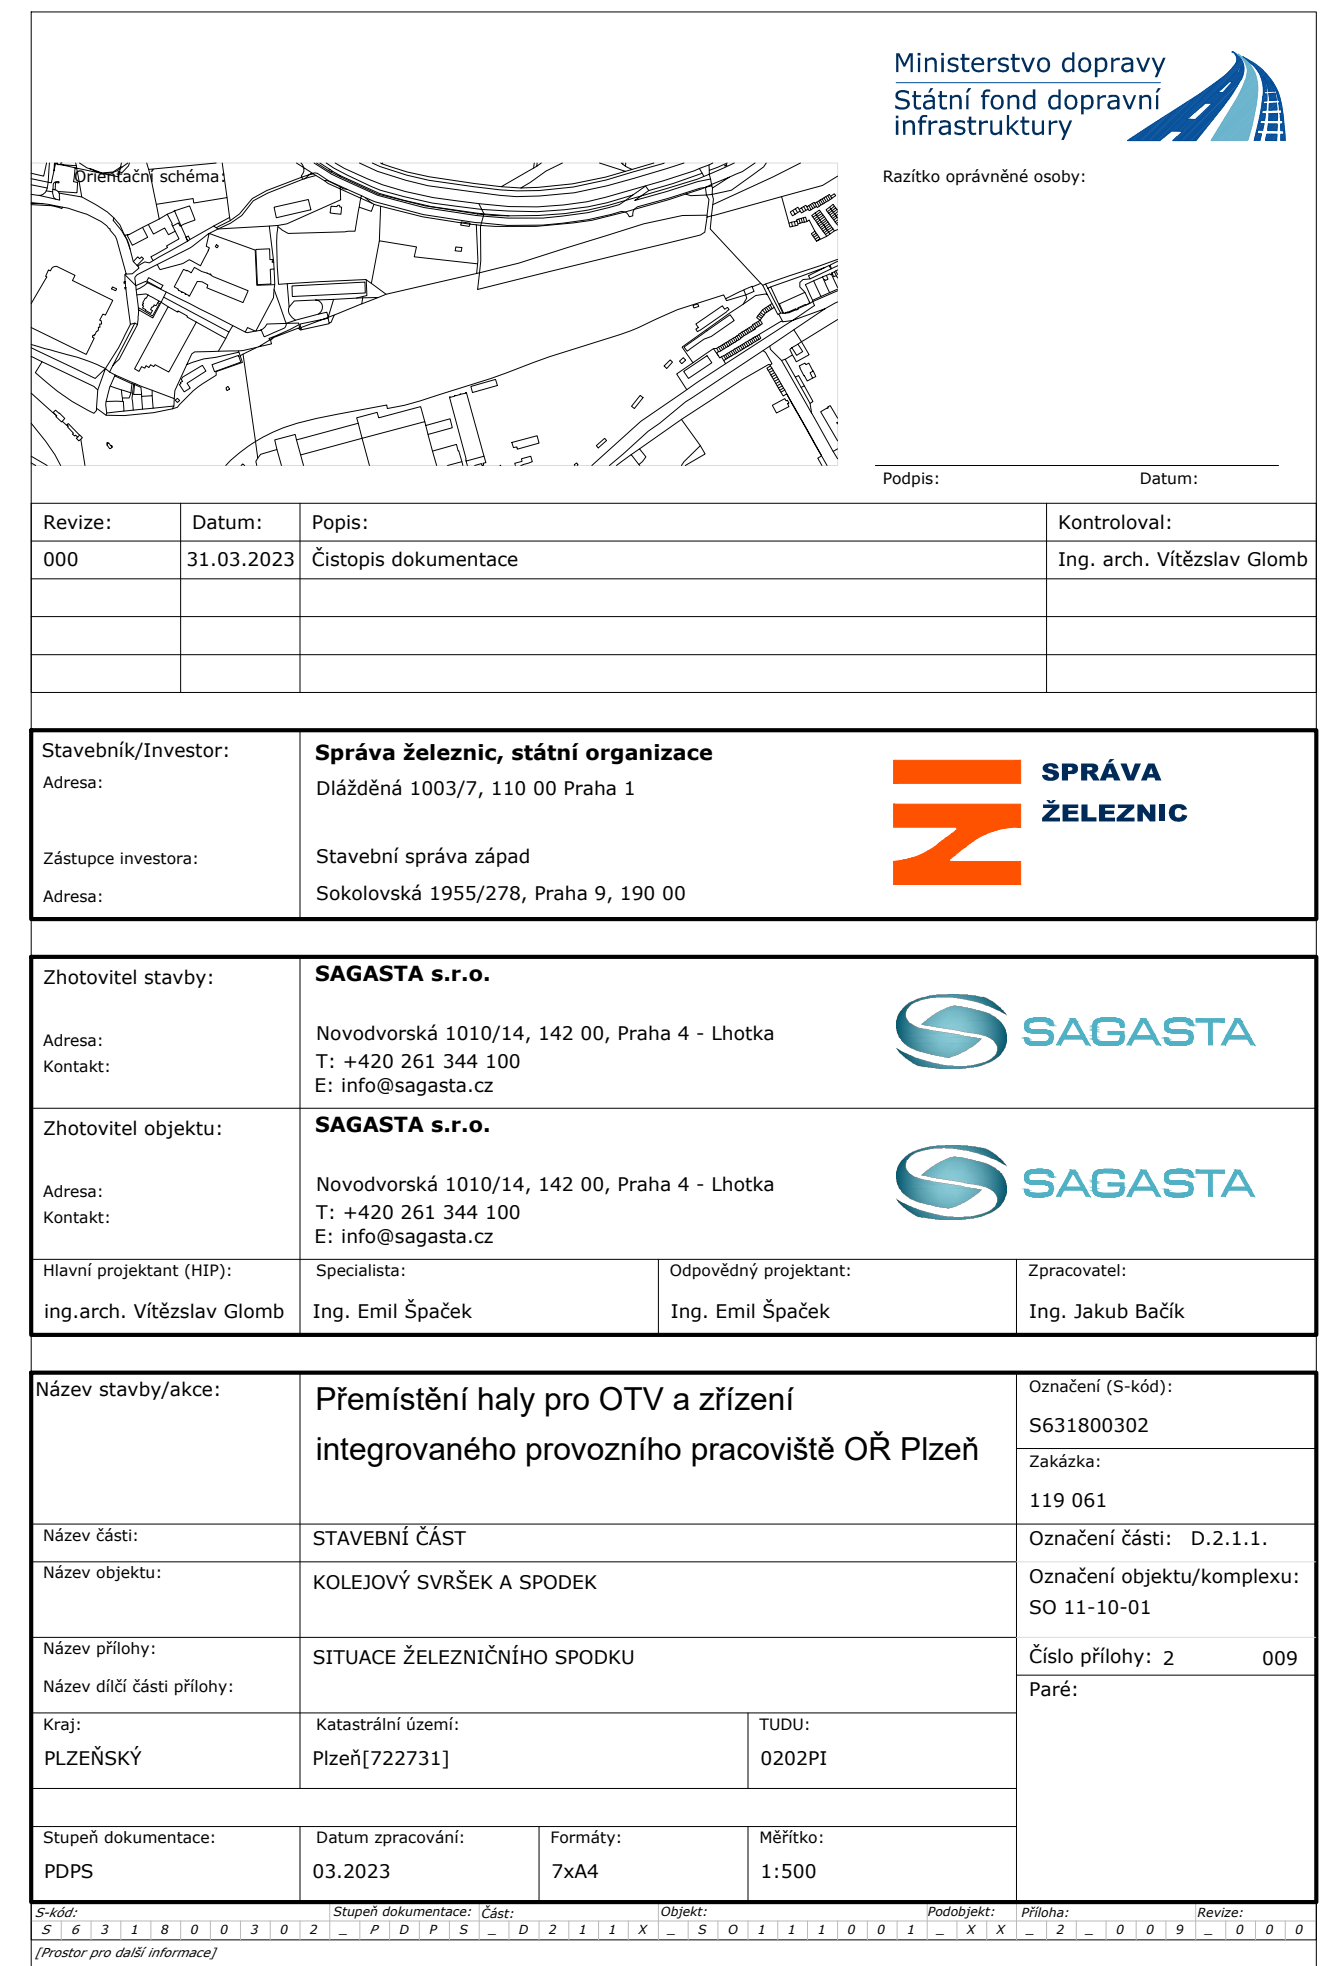 Ministerstvo dopravy
Státní fond dopravní
infrastruktury
Orientační schéma:
Razítko oprávněné osoby:
Podpis: Datum:
Revize: Datum: Popis: Kontroloval:
000 31.03.2023 Čistopis dokumentace Ing. arch. Vítězslav Glomb
Stavebník/Investor: Správa železnic, státní organizace
Adresa: Dlážděná 1003/7, 110 00 Praha 1
SPRÁVA
ŽELEZNIC
Zástupce investora: Stavební správa západ
Adresa: Sokolovská 1955/278, Praha 9, 190 00
Zhotovitel stavby: SAGASTA s.r.o.
Adresa: Novodvorská 1010/14, 142 00, Praha 4 - Lhotka
Kontakt: T: +420 261 344 100
E: info@sagasta.cz
SAGASTA
Zhotovitel objektu: SAGASTA s.r.o.
Adresa: Novodvorská 1010/14, 142 00, Praha 4 - Lhotka
Kontakt: T: +420 261 344 100
E: info@sagasta.cz
SAGASTA
Hlavní projektant (HIP): Specialista: Odpovědný projektant: Zpracovatel:
ing.arch. Vítězslav Glomb Ing. Emil Špaček Ing. Emil Špaček Ing. Jakub Bačík
Název stavby/akce: Přemístění haly pro OTV a zřízení
integrovaného provozního pracoviště OŘ Plzeň
Označení (S-kód):
S631800302
Zakázka:
119 061
Název části: STAVEBNÍ ČÁST Označení části: D.2.1.1.
Název objektu: KOLEJOVÝ SVRŠEK A SPODEK Označení objektu/komplexu:
SO 11-10-01
Název přílohy: SITUACE ŽELEZNIČNÍHO SPODKU Číslo přílohy: 2 009
Název dílčí části přílohy: Paré:
Kraj: Katastrální území: TUDU:
PLZEŇSKÝ Plzeň[722731] 0202PI
Stupeň dokumentace: Datum zpracování: Formáty: Měřítko:
PDPS 03.2023 7xA4 1:500
S-kód: Stupeň dokumentace: Část: Objekt: Podobjekt: Příloha: Revize:
S 6 3 1 8 0 0 3 0 2 _ P D P S _ D 2 1 1 X _ S O 1 1 1 0 0 1 _ X X _ 2 _ 0 0 9 _ 0 0 0
[Prostor pro další informace]